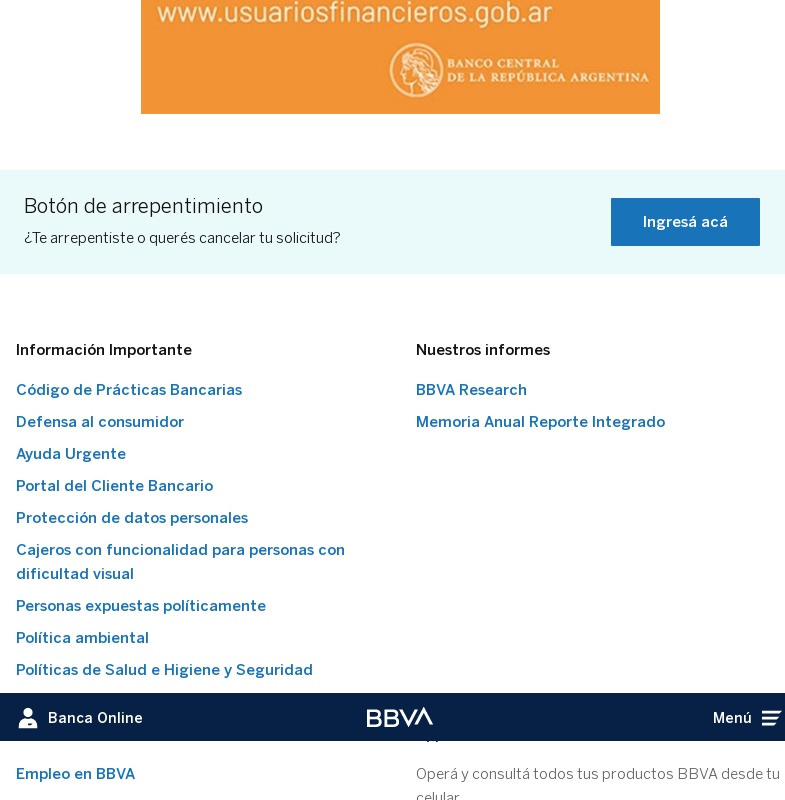 www.usuariosfinancieros.gob.ar
BANCO CENTRAL
DE LA REPÚBLICA ARGENTINA
Botón de arrepentimiento
¿Te arrepentiste o querés cancelar tu solicitud?
Ingresá acá
Información Importante
Código de Prácticas Bancarias
Defensa al consumidor
Ayuda Urgente
Portal del Cliente Bancario
Protección de datos personales
Cajeros con funcionalidad para personas con
dificultad visual
Personas expuestas políticamente
Política ambiental
Políticas de Salud e Higiene y Seguridad
Nuestros informes
BBVA Research
Memoria Anual Reporte Integrado
Banca Online
BBVA
Menú
Empleo en BBVA
Operá y consultá todos tus productos BBVA desde tu
celular